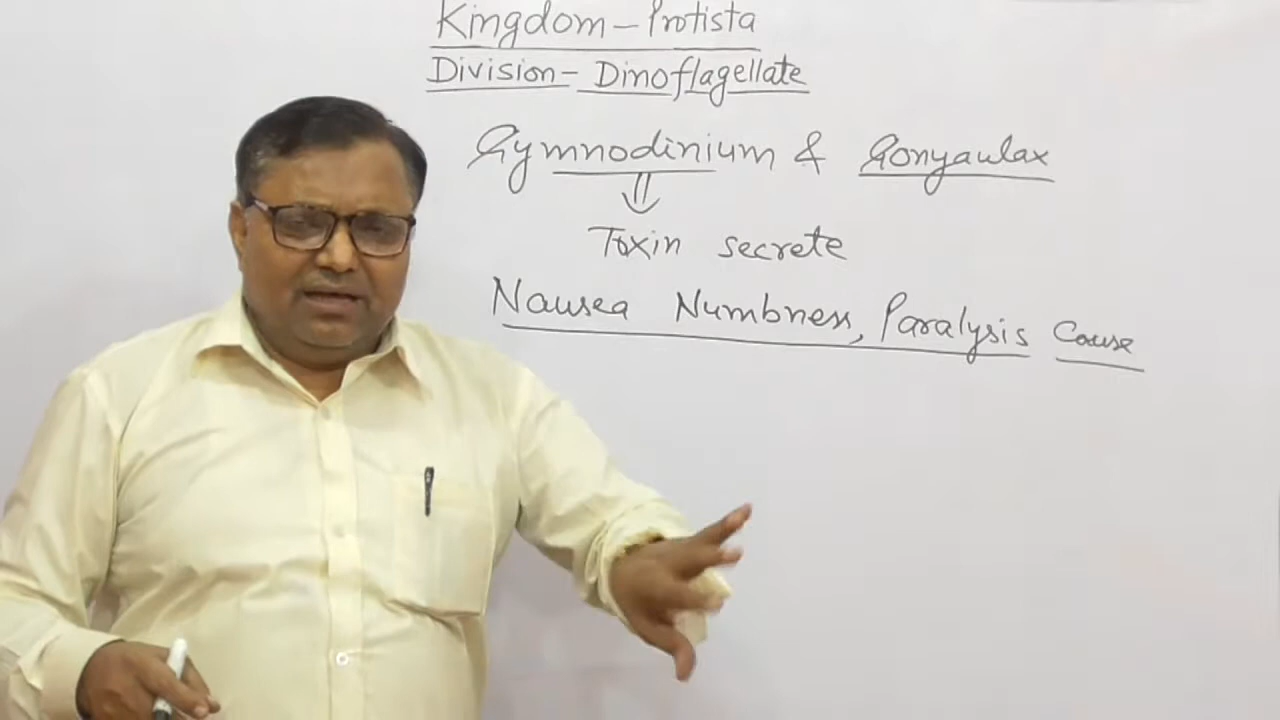 Kingdom - Protista
Division - Dinoflagellate
Gymnodinium & Gonyaulax
⇓
Toxin secrete
Nausea Numbness, Paralysis Cause